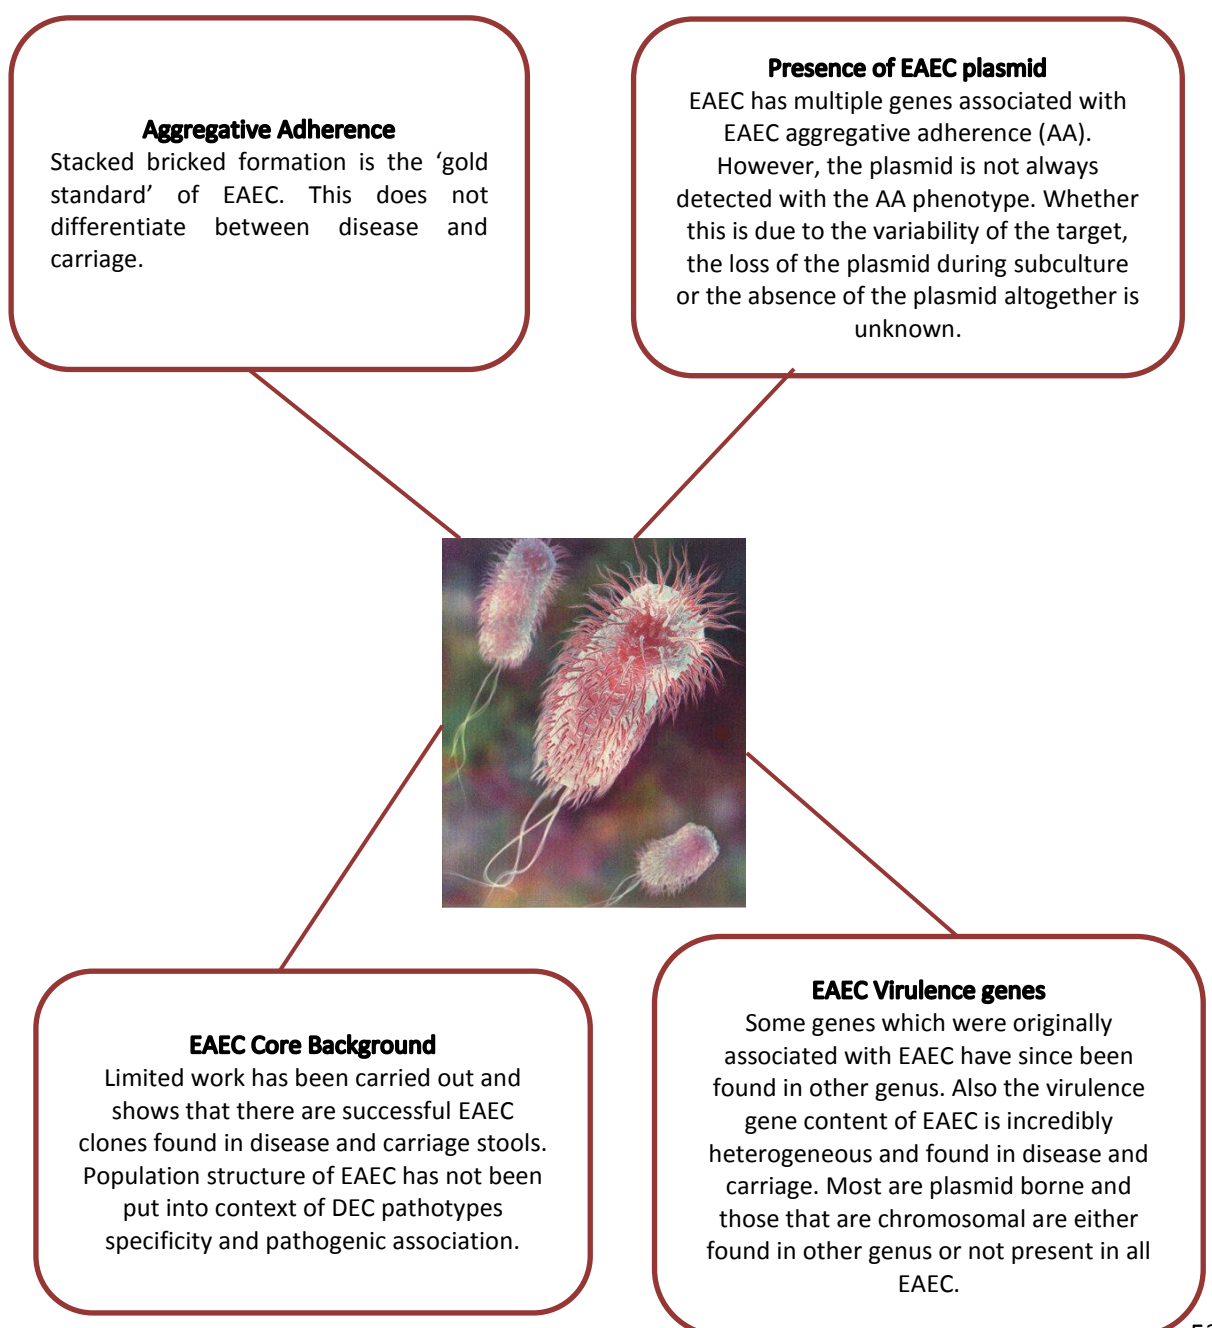 Aggregative Adherence
Stacked bricked formation is the ‘gold
standard’ of EAEC. This does not
differentiate between disease and
carriage.
Presence of EAEC plasmid
EAEC has multiple genes associated with
EAEC aggregative adherence (AA).
However, the plasmid is not always
detected with the AA phenotype. Whether
this is due to the variability of the target,
the loss of the plasmid during subculture
or the absence of the plasmid altogether is
unknown.
EAEC Core Background
Limited work has been carried out and
shows that there are successful EAEC
clones found in disease and carriage stools.
Population structure of EAEC has not been
put into context of DEC pathotypes
specificity and pathogenic association.
EAEC Virulence genes
Some genes which were originally
associated with EAEC have since been
found in other genus. Also the virulence
gene content of EAEC is incredibly
heterogeneous and found in disease and
carriage. Most are plasmid borne and
those that are chromosomal are either
found in other genus or not present in all
EAEC.